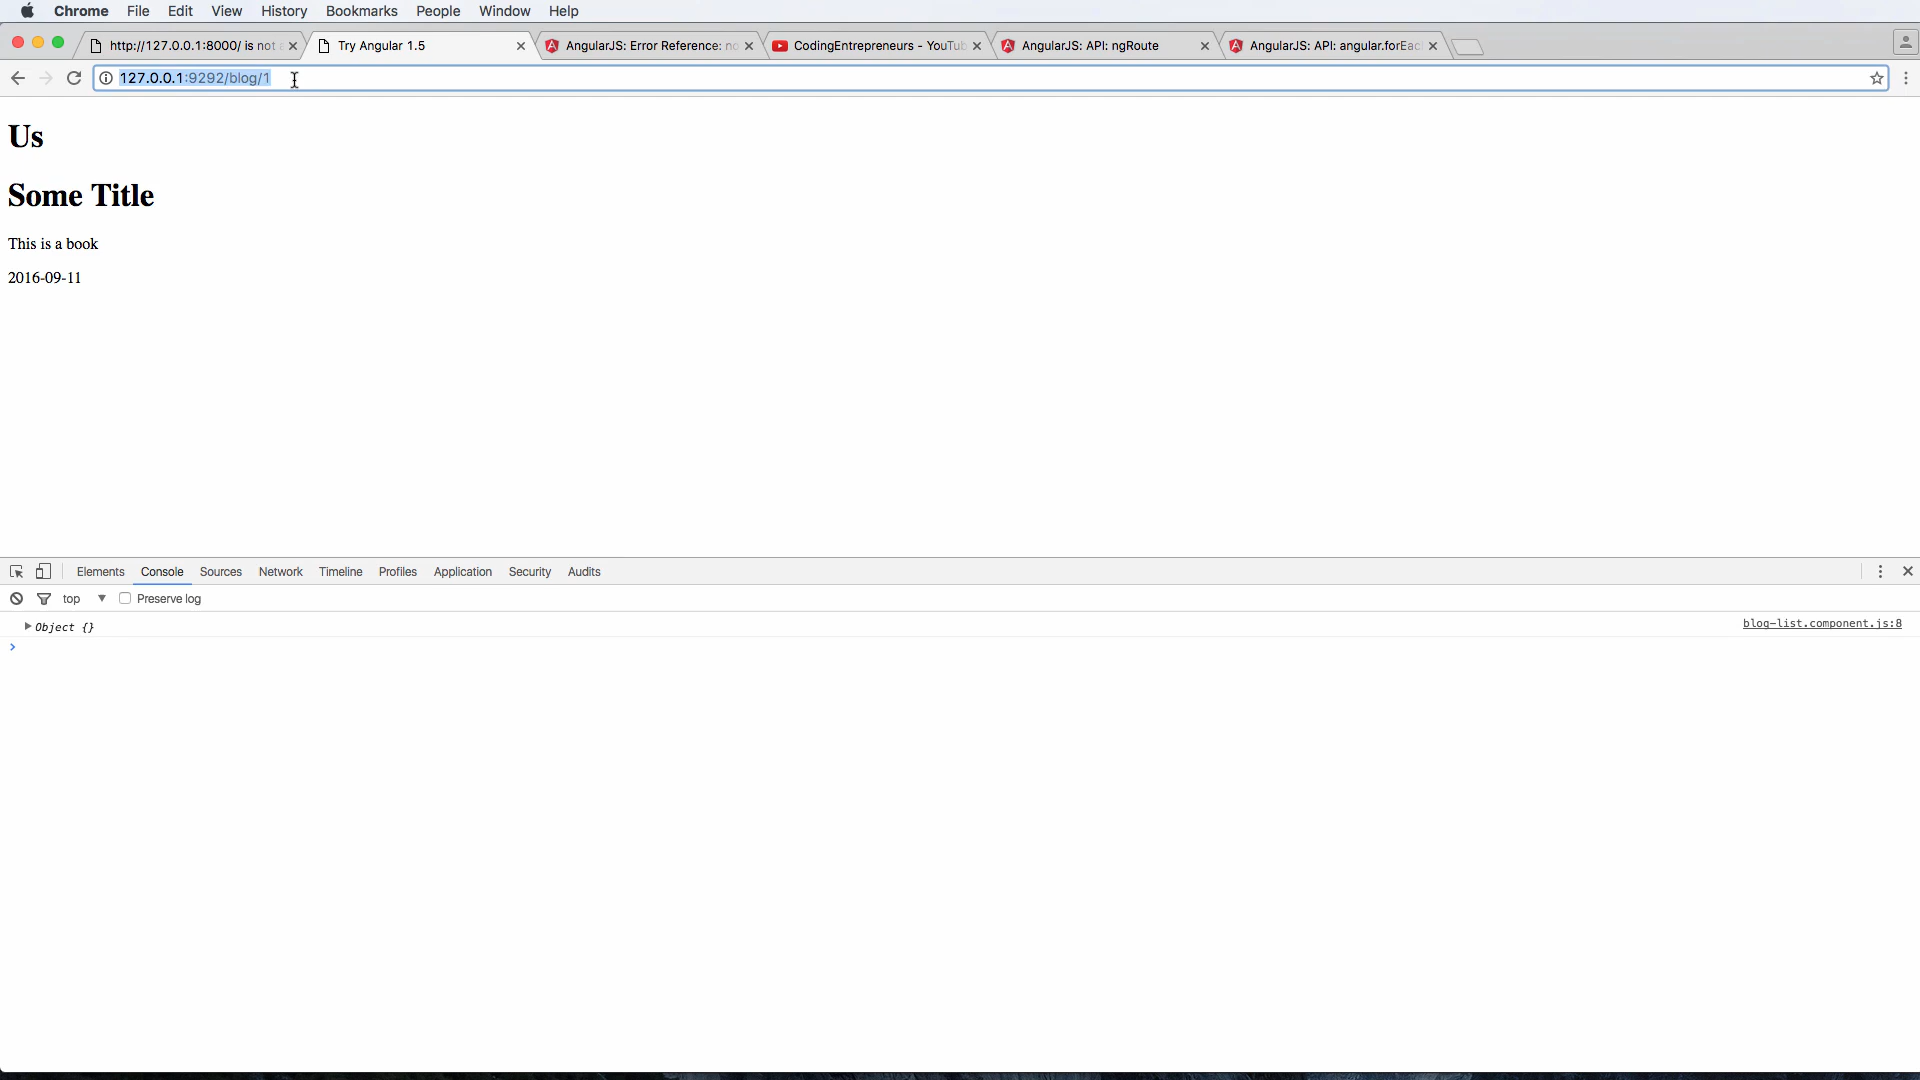 Chrome File Edit View History Bookmarks People Window Help
http://127.0.0.1:8000/ is not Try Angular 1.5 AngularJS: Error Reference: no CodingEntrepreneurs - YouTub AngularJS: API: ngRoute AngularJS: API: angular.forEac
127.0.0.1:9292/blog/1
Us
Some Title
This is a book
2016-09-11
Elements Console Sources Network Timeline Profiles Application Security Audits
top Preserve log
Object {} blog-list.component.js:8